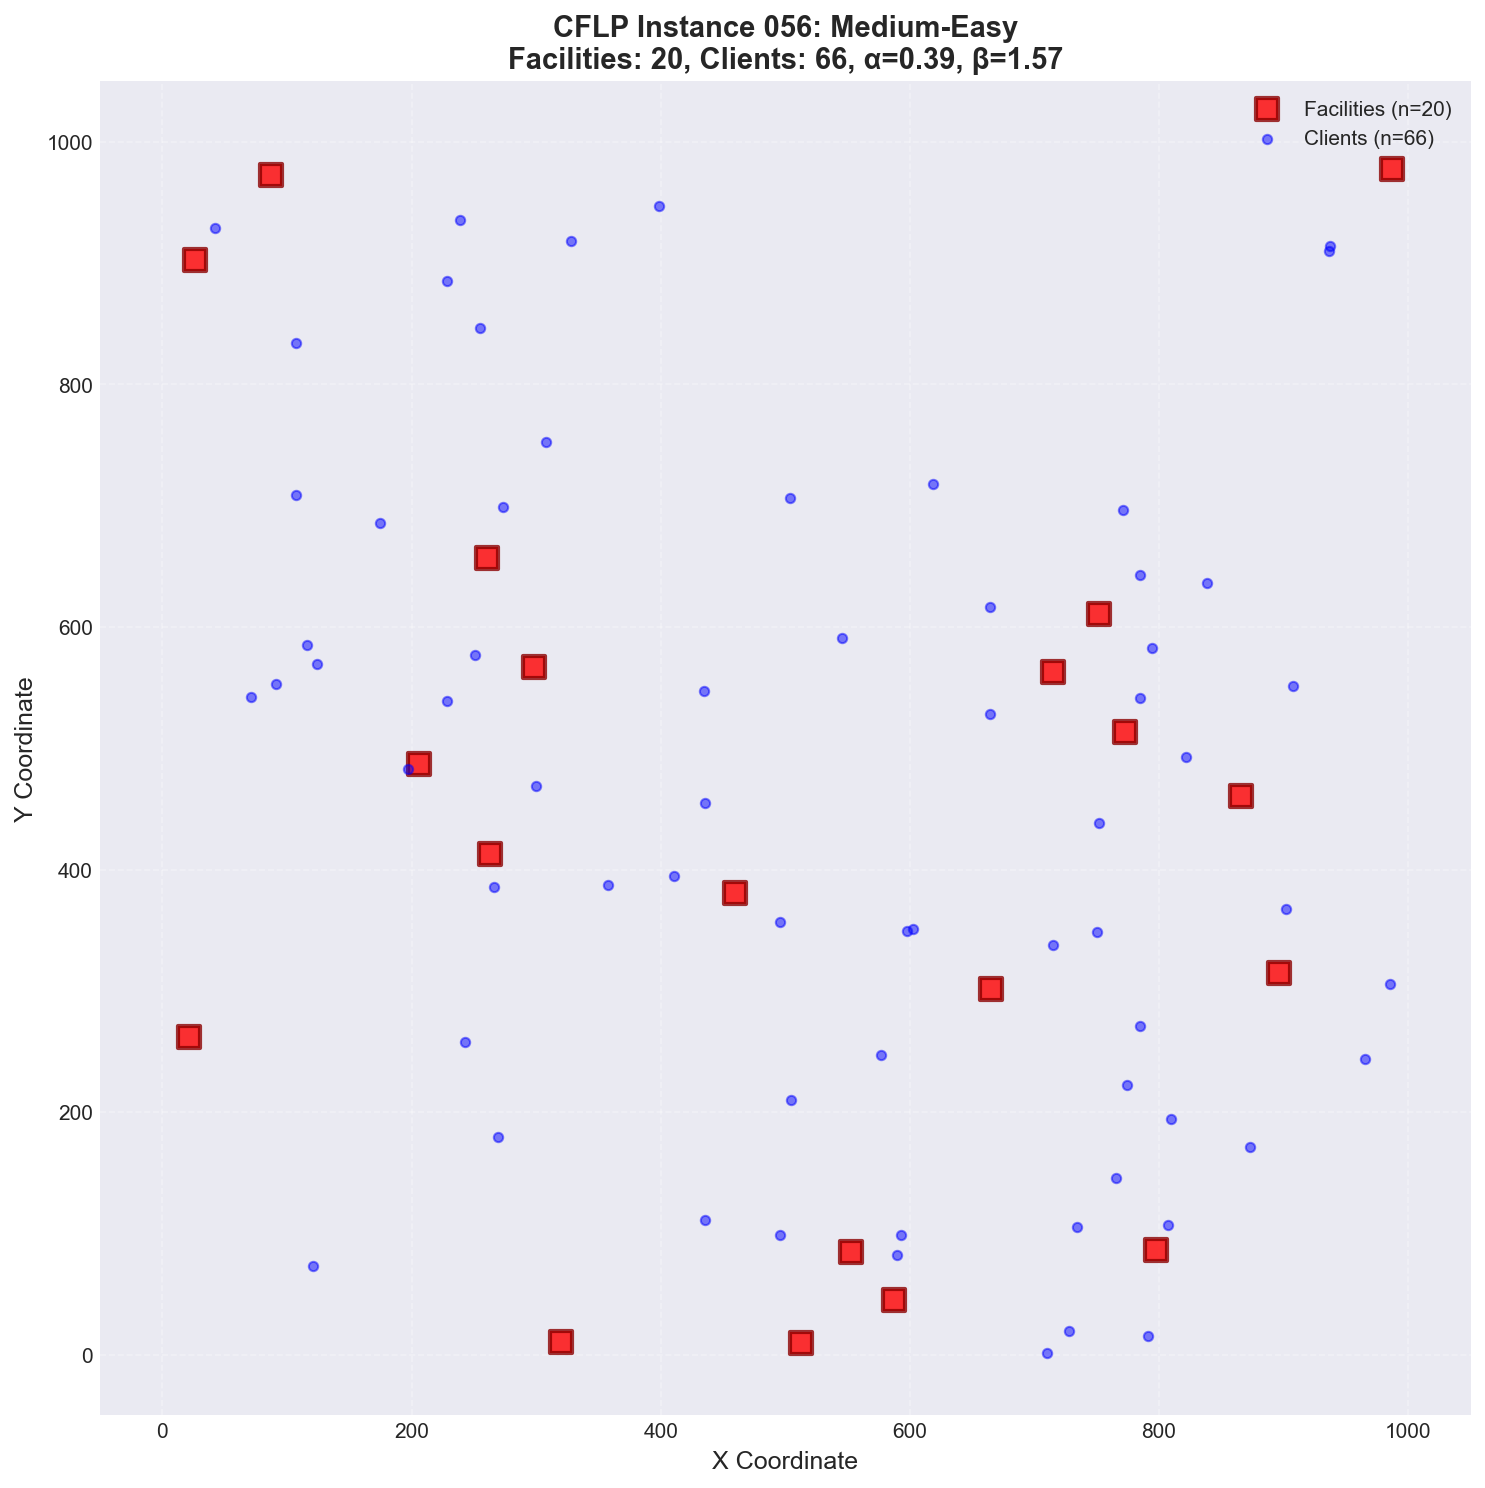 CFLP Instance 056: Medium-Easy
Facilities: 20, Clients: 66, α=0.39, β=1.57
Facilities (n=20)
Clients (n=66)
1000
800
600
400
200
0
Y Coordinate
0 200 400 600 800 1000
X Coordinate